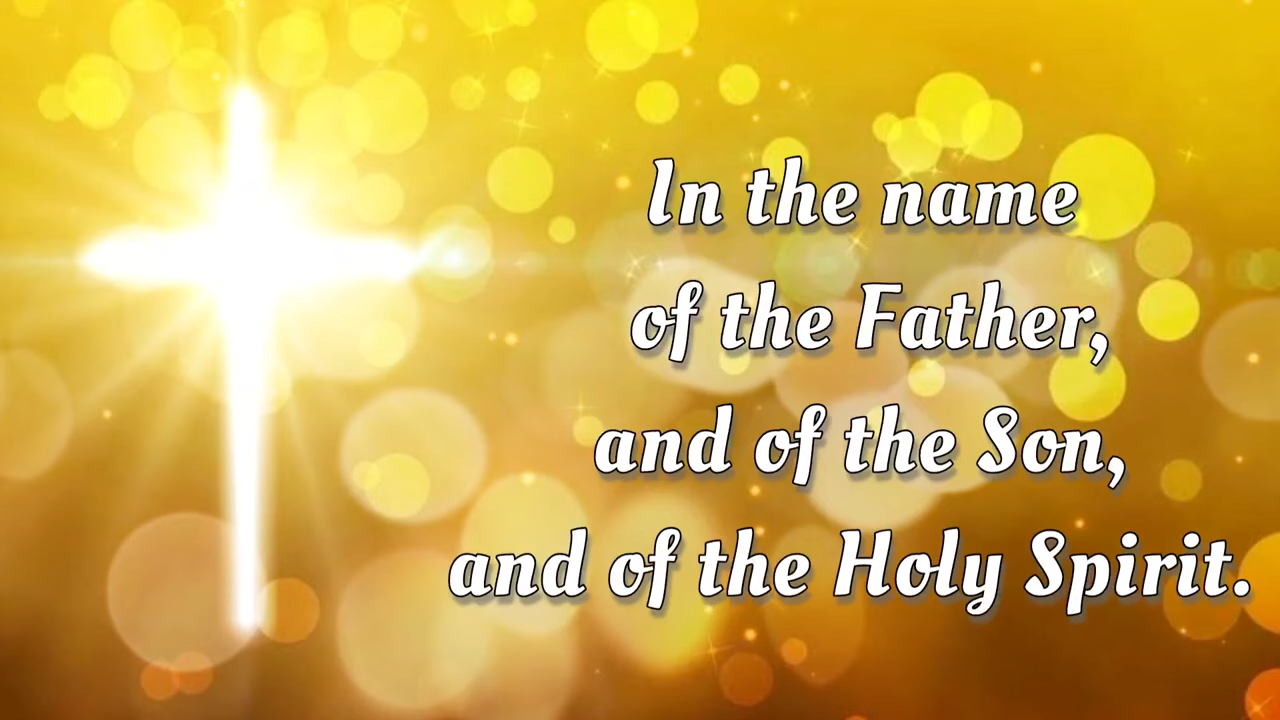 In the name
of the Father,
and of the Son,
and of the Holy Spirit.